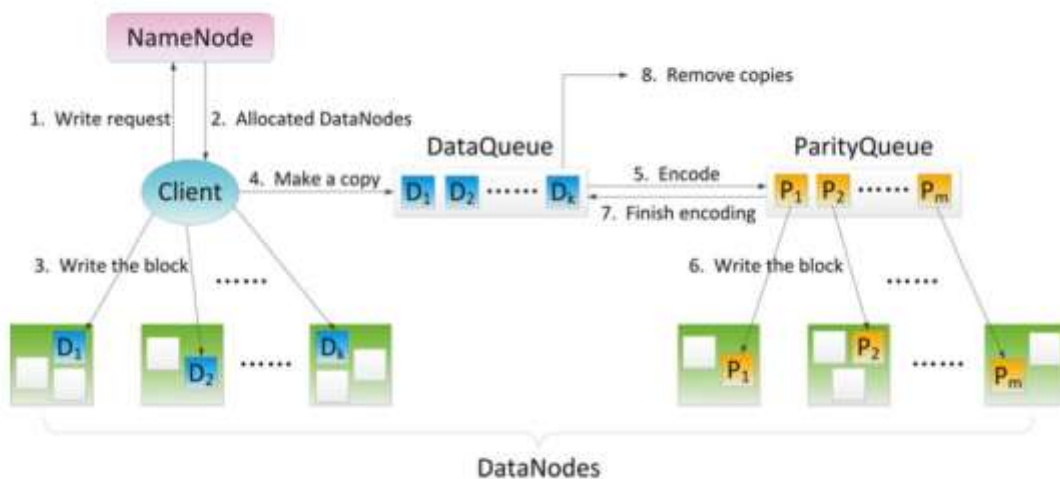 NameNode
8. Remove copies
1. Write request
2. Allocated DataNodes
DataQueue
ParityQueue
Client
4. Make a copy
D₁ D₂ •••••• Dₖ
5. Encode
7. Finish encoding
P₁ P₂ •••••• Pₘ
3. Write the block
••••••
6. Write the block
••••••
D₁
D₂
••••••
Dₖ
P₁
P₂
••••••
Pₘ
DataNodes